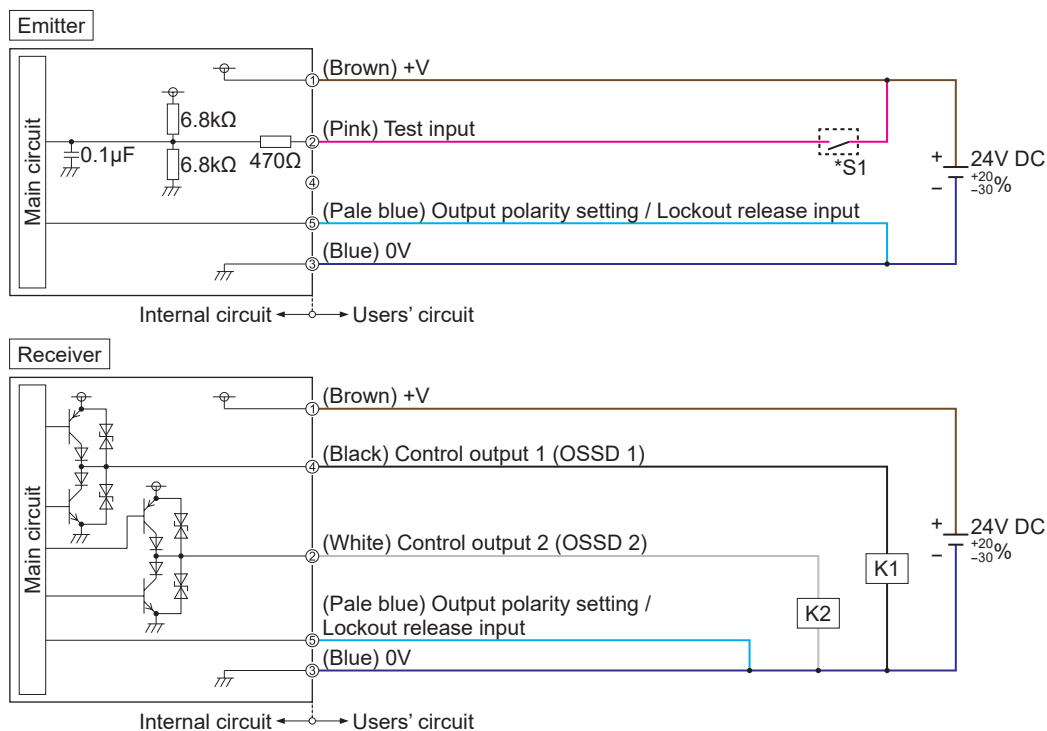 Emitter
Main circuit
(Brown) +V
1
6.8kΩ
(Pink) Test input
2
0.1µF
6.8kΩ
470Ω
*S1
+
24V DC
+20
−30%
−
4
(Pale blue) Output polarity setting / Lockout release input
5
(Blue) 0V
3
Internal circuit
Users' circuit
Receiver
Main circuit
(Brown) +V
1
(Black) Control output 1 (OSSD 1)
4
(White) Control output 2 (OSSD 2)
2
K1
K2
+
24V DC
+20
−30%
−
(Pale blue) Output polarity setting /
Lockout release input
5
(Blue) 0V
3
Internal circuit
Users' circuit